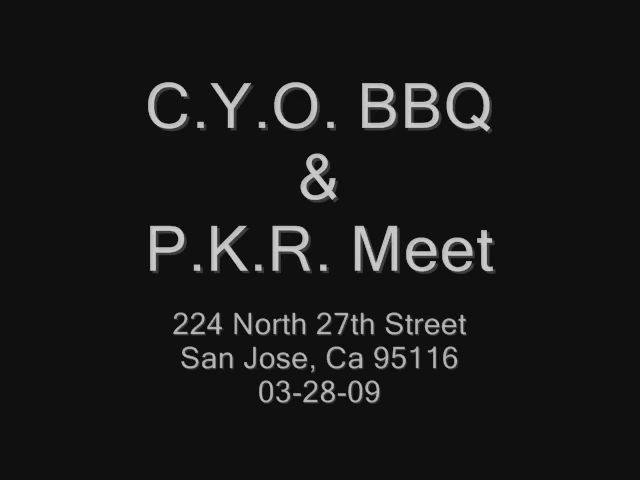 C.Y.O. BBQ
&
P.K.R. Meet
224 North 27th Street
San Jose, Ca 95116
03-28-09